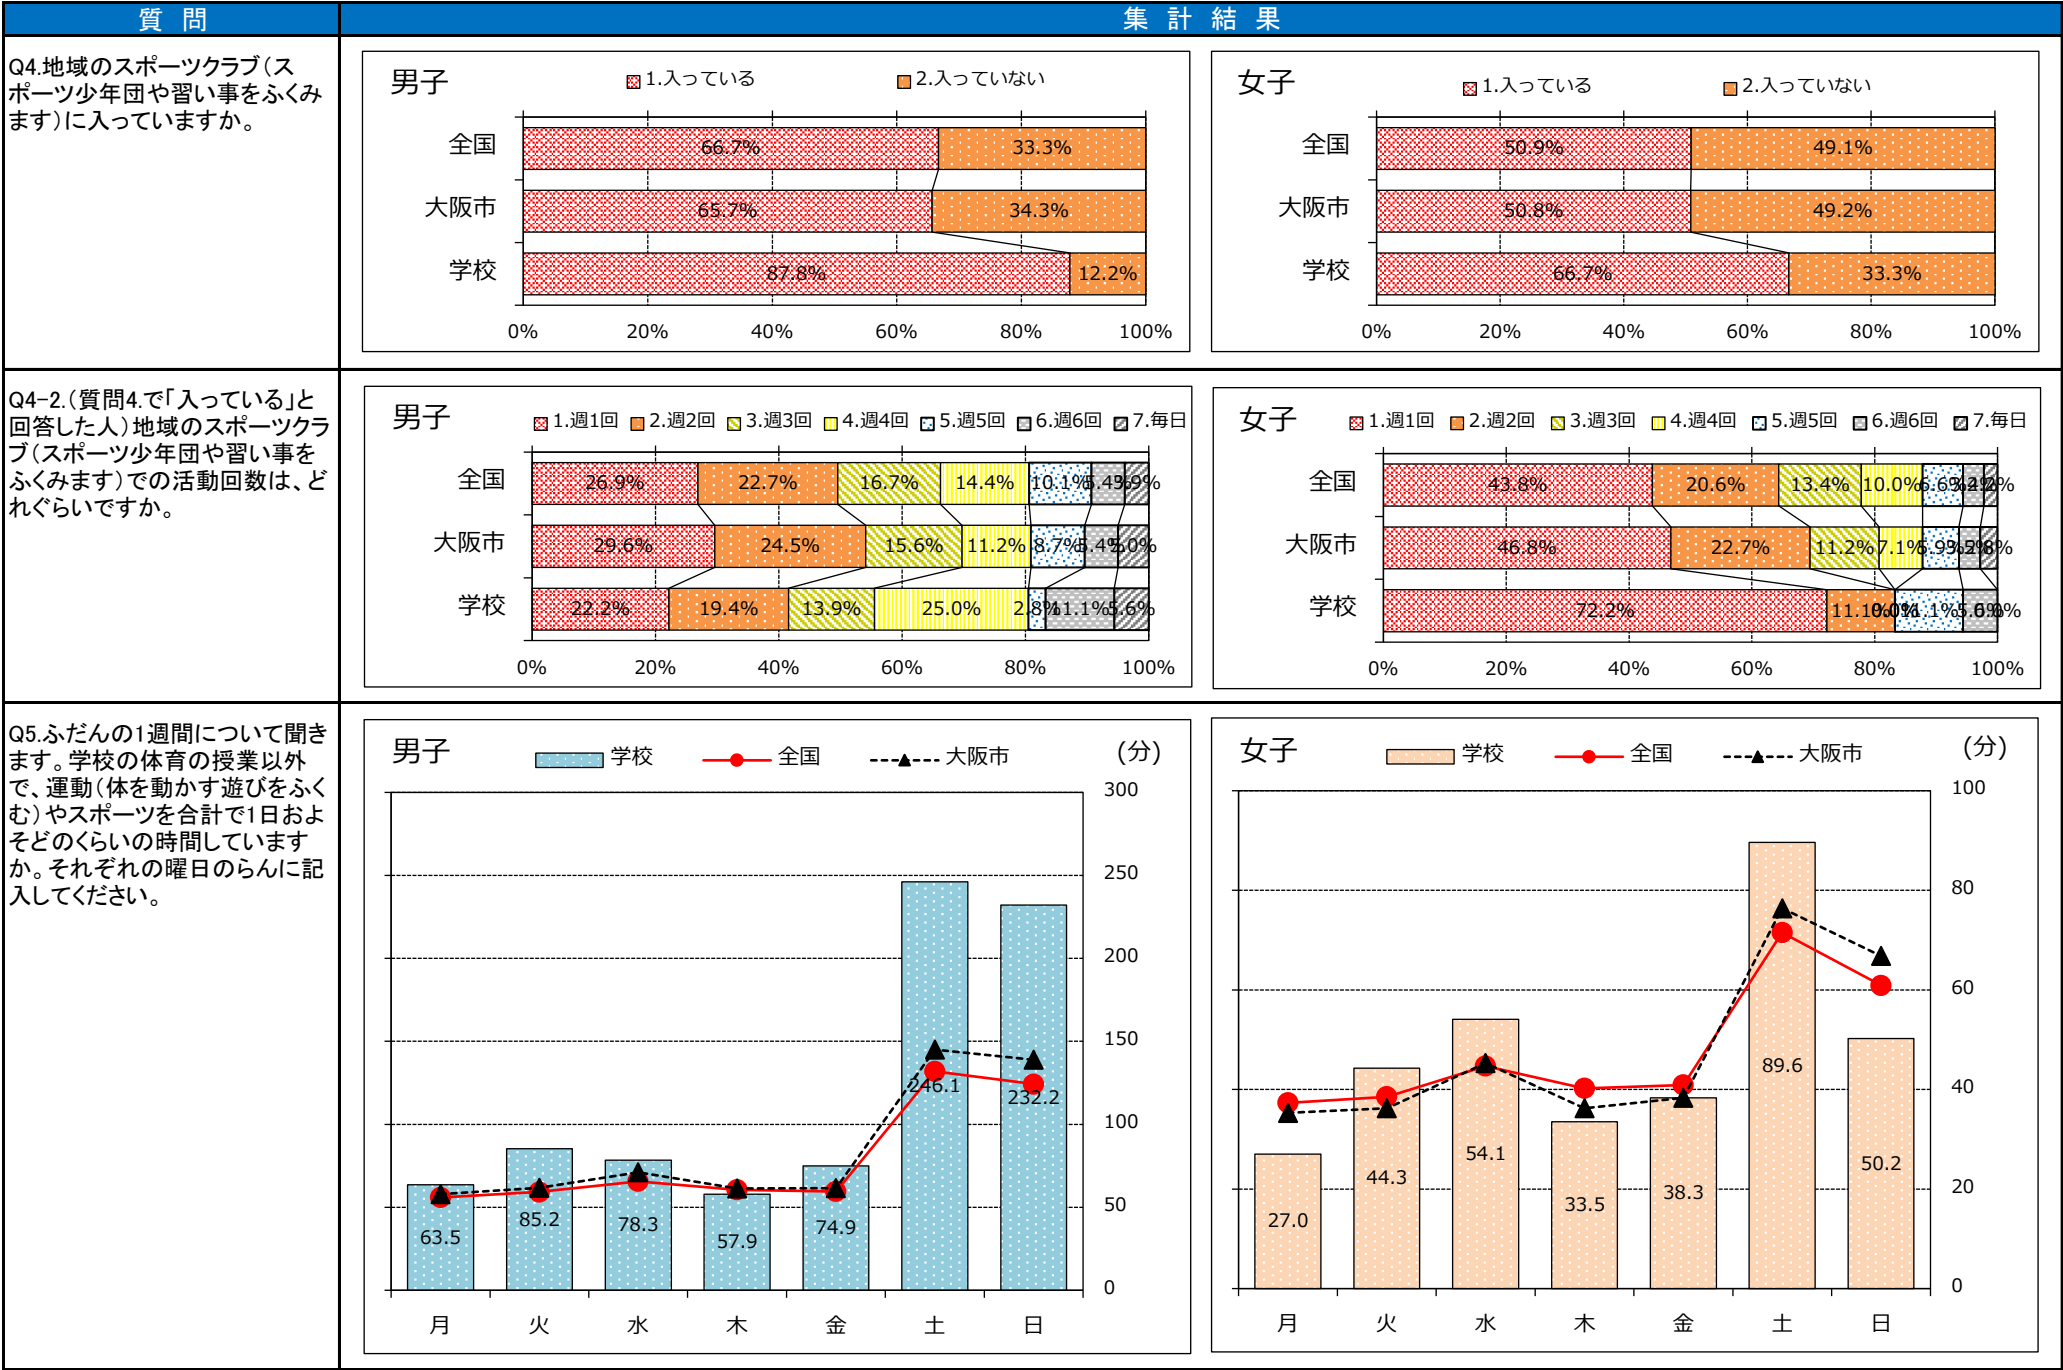 質 問
集 計 結 果
Q4.地域のスポーツクラブ(ス
ポーツ少年団や習い事をふくみ
ます)に入っていますか。
男子
1.入っている
2.入っていない
全国
66.7%
33.3%
大阪市
65.7%
34.3%
学校
87.8%
12.2%
0% 20% 40% 60% 80% 100%
女子
1.入っている
2.入っていない
全国
50.9%
49.1%
大阪市
50.8%
49.2%
学校
66.7%
33.3%
0% 20% 40% 60% 80% 100%
Q4-2.(質問4.で「入っている」と
回答した人)地域のスポーツクラ
ブ(スポーツ少年団や習い事を
ふくみます)での活動回数は、ど
れぐらいですか。
男子
1.週1回 2.週2回 3.週3回 4.週4回 5.週5回 6.週6回 7.毎日
全国
26.9% 22.7% 16.7% 14.4% 10.1% 5.4% 3.9%
大阪市
29.6% 24.5% 15.6% 11.2% 8.7% 5.4% 5.0%
学校
22.2% 19.4% 13.9% 25.0% 2.8% 11.1% 5.6%
0% 20% 40% 60% 80% 100%
女子
1.週1回 2.週2回 3.週3回 4.週4回 5.週5回 6.週6回 7.毎日
全国
43.8% 20.6% 13.4% 10.0% 6.6%
大阪市
46.8% 22.7% 11.2% 7.1% 5.9%
学校
72.2% 11.1% 0.0% 11.1% 5.6%
0% 20% 40% 60% 80% 100%
Q5.ふだんの1週間について聞き
ます。学校の体育の授業以外
で、運動(体を動かす遊びをふく
む)やスポーツを合計で1日およ
そどのくらいの時間しています
か。それぞれの曜日のらんに記
入してください。
男子
学校 全国 大阪市
(分)
300
250
200
150
100
50
0
63.5 85.2 78.3 57.9 74.9 246.1 232.2
月 火 水 木 金 土 日
女子
学校 全国 大阪市
(分)
100
80
60
40
20
0
27.0 44.3 54.1 33.5 38.3 89.6 50.2
月 火 水 木 金 土 日